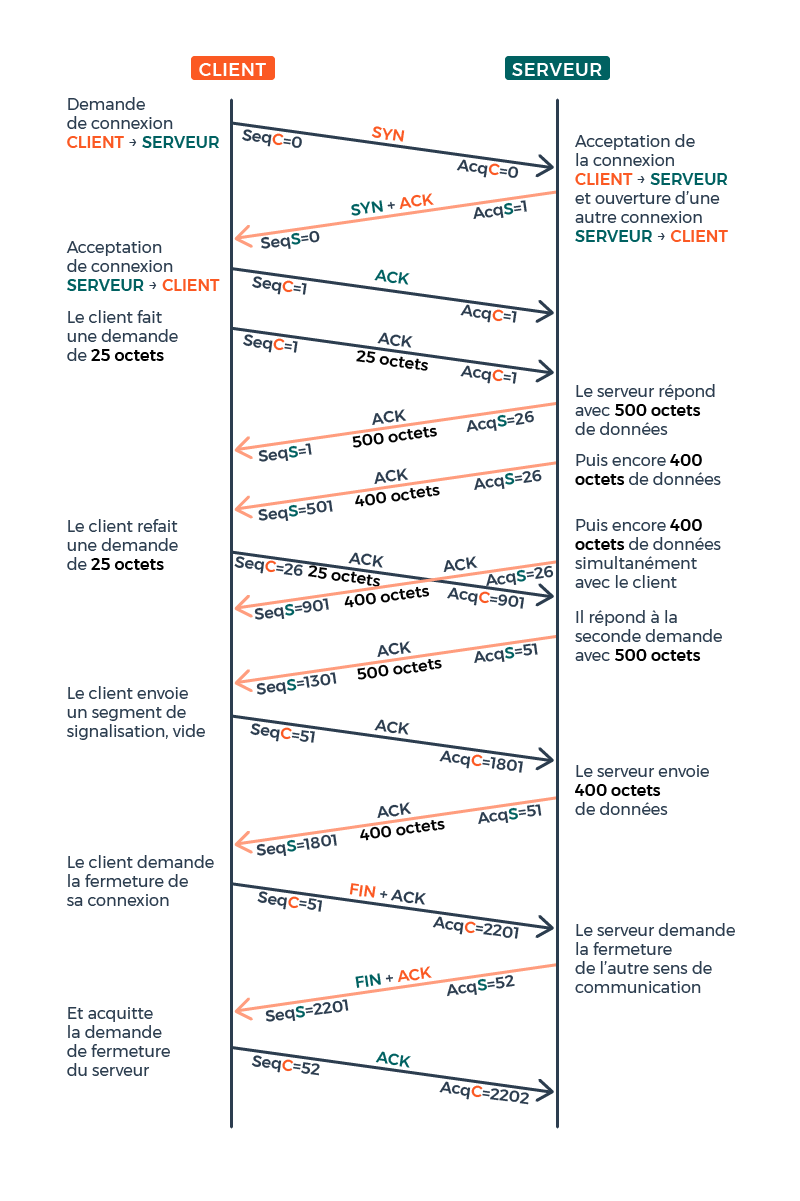 CLIENT
SERVEUR
Demande
de connexion
CLIENT → SERVEUR
SYN
SeqC=0
AcqC=0
Acceptation de
la connexion
CLIENT → SERVEUR
et ouverture d'une
autre connexion
SERVEUR → CLIENT
SYN + ACK
AcqS=1
SeqS=0
Acceptation
de connexion
SERVEUR → CLIENT
ACK
SeqC=1
AcqC=1
Le client fait
une demande
de 25 octets
ACK
SeqC=1
25 octets
AcqC=1
Le serveur répond
avec 500 octets
de données
ACK
AcqS=26
500 octets
SeqS=1
Puis encore 400
octets de données
ACK
AcqS=26
400 octets
SeqS=501
Le client refait
une demande
de 25 octets
ACK
SeqC=26 25 octets
AcqC=901
Puis encore 400
octets de données
simultanément
avec le client
ACK
AcqS=26
400 octets
SeqS=901
Il répond à la
seconde demande
avec 500 octets
ACK
AcqS=51
500 octets
SeqS=1301
Le client envoie
un segment de
signalisation, vide
ACK
SeqC=51
AcqC=1801
Le serveur envoie
400 octets
de données
ACK
AcqS=51
400 octets
SeqS=1801
Le client demande
la fermeture de
sa connexion
FIN + ACK
SeqC=51
AcqC=2201
Le serveur demande
la fermeture
de l'autre sens de
communication
FIN + ACK
AcqS=52
SeqS=2201
Et acquitte
la demande
de fermeture
du serveur
ACK
SeqC=52
AcqC=2202